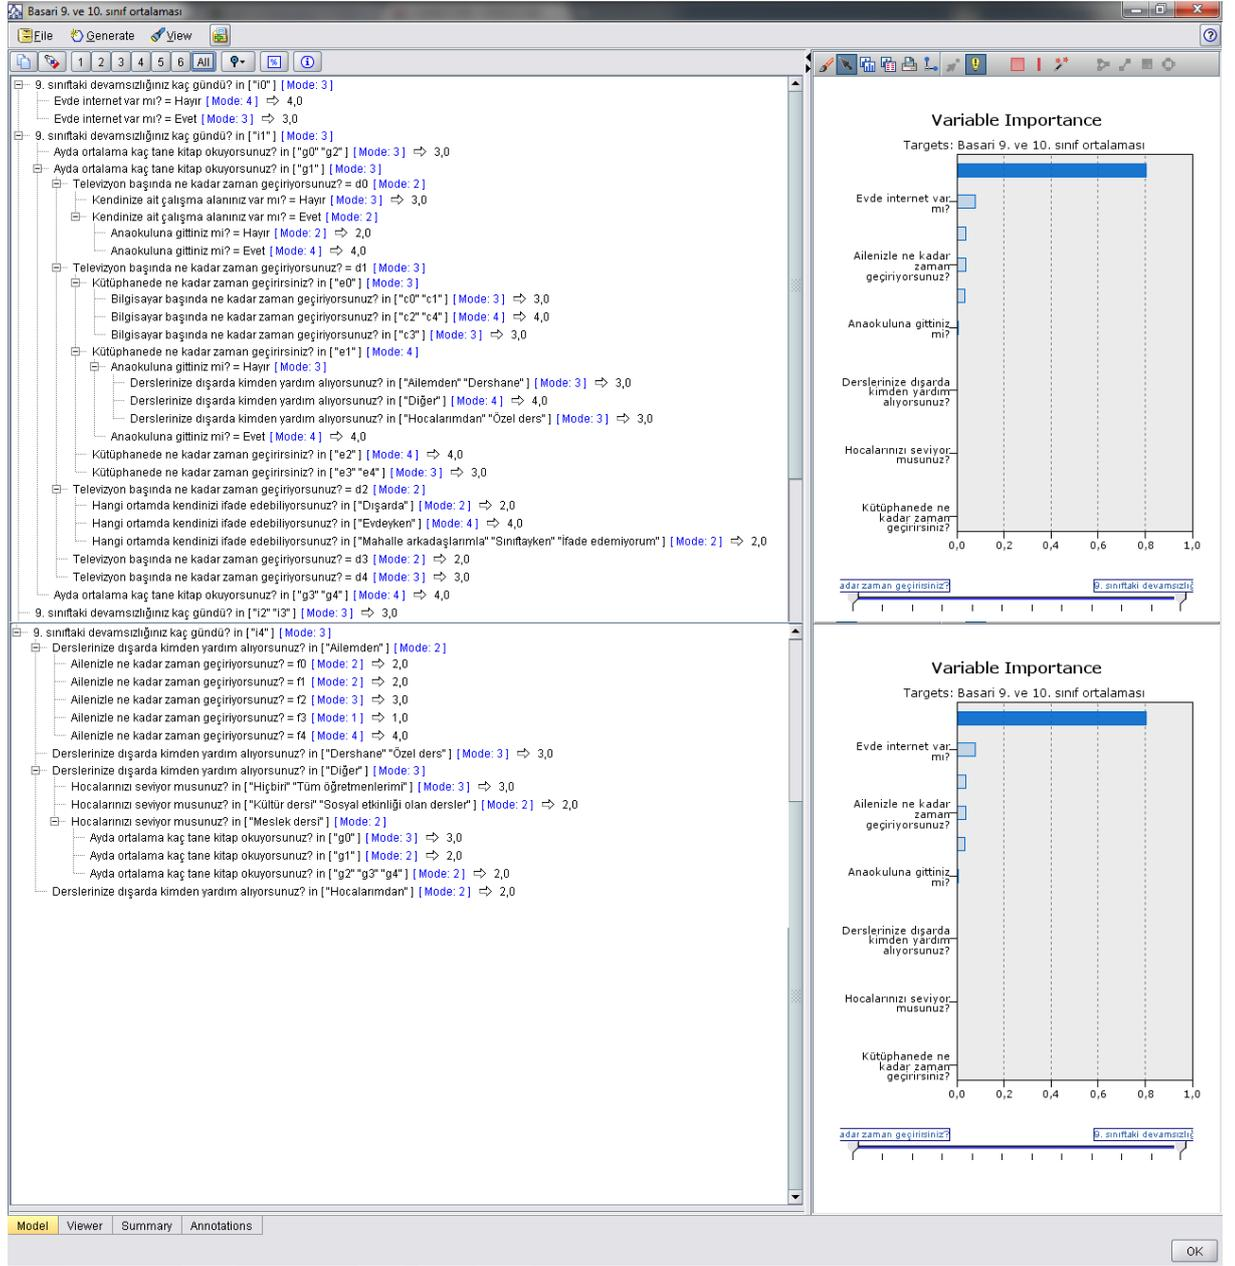 Basari 9. ve 10. sınıf ortalaması
File Generate View
1 2 3 4 5 6 All
9. sınıftaki devamsızlığınız kaç gündü? in ["i0"] [Mode: 3]
Evde internet var mı? = Hayır [Mode: 4] ⇨ 4,0
Evde internet var mı? = Evet [Mode: 3] ⇨ 3,0
9. sınıftaki devamsızlığınız kaç gündü? in ["i1"] [Mode: 3]
Ayda ortalama kaç tane kitap okuyorsunuz? in ["g0" "g2"] [Mode: 3] ⇨ 3,0
Ayda ortalama kaç tane kitap okuyorsunuz? in ["g1"] [Mode: 3]
Televizyon başında ne kadar zaman geçiriyorsunuz? = d0 [Mode: 2]
Kendinize ait çalışma alanınız var mı? = Hayır [Mode: 3] ⇨ 3,0
Kendinize ait çalışma alanınız var mı? = Evet [Mode: 2]
Anaokuluna gittiniz mi? = Hayır [Mode: 2] ⇨ 2,0
Anaokuluna gittiniz mi? = Evet [Mode: 4] ⇨ 4,0
Televizyon başında ne kadar zaman geçiriyorsunuz? = d1 [Mode: 3]
Kütüphanede ne kadar zaman geçirirsiniz? in ["e0"] [Mode: 3]
Bilgisayar başında ne kadar zaman geçiriyorsunuz? in ["c0" "c1"] [Mode: 3] ⇨ 3,0
Bilgisayar başında ne kadar zaman geçiriyorsunuz? in ["c2" "c4"] [Mode: 4] ⇨ 4,0
Bilgisayar başında ne kadar zaman geçiriyorsunuz? in ["c3"] [Mode: 3] ⇨ 3,0
Kütüphanede ne kadar zaman geçirirsiniz? in ["e1"] [Mode: 4]
Anaokuluna gittiniz mi? = Hayır [Mode: 3]
Derslerinize dışarda kimden yardım alıyorsunuz? in ["Ailemden" "Dershane"] [Mode: 3] ⇨ 3,0
Derslerinize dışarda kimden yardım alıyorsunuz? in ["Diğer"] [Mode: 4] ⇨ 4,0
Derslerinize dışarda kimden yardım alıyorsunuz? in ["Hocalarımdan" "Özel ders"] [Mode: 3] ⇨ 3,0
Anaokuluna gittiniz mi? = Evet [Mode: 4] ⇨ 4,0
Kütüphanede ne kadar zaman geçirirsiniz? in ["e2"] [Mode: 4] ⇨ 4,0
Kütüphanede ne kadar zaman geçirirsiniz? in ["e3" "e4"] [Mode: 3] ⇨ 3,0
Televizyon başında ne kadar zaman geçiriyorsunuz? = d2 [Mode: 2]
Hangi ortamda kendinizi ifade edebiliyorsunuz? in ["Dışarda"] [Mode: 2] ⇨ 2,0
Hangi ortamda kendinizi ifade edebiliyorsunuz? in ["Evdeyken"] [Mode: 4] ⇨ 4,0
Hangi ortamda kendinizi ifade edebiliyorsunuz? in ["Mahalle arkadaşlarımla" "Sınıftayken" "İfade edemiyorum"] [Mode: 2] ⇨ 2,0
Televizyon başında ne kadar zaman geçiriyorsunuz? = d3 [Mode: 2] ⇨ 2,0
Televizyon başında ne kadar zaman geçiriyorsunuz? = d4 [Mode: 3] ⇨ 3,0
Ayda ortalama kaç tane kitap okuyorsunuz? in ["g3" "g4"] [Mode: 4] ⇨ 4,0
9. sınıftaki devamsızlığınız kaç gündü? in ["i2" "i3"] [Mode: 3] ⇨ 3,0
9. sınıftaki devamsızlığınız kaç gündü? in ["i4"] [Mode: 3]
Derslerinize dışarda kimden yardım alıyorsunuz? in ["Ailemden"] [Mode: 2]
Ailenizle ne kadar zaman geçiriyorsunuz? = f0 [Mode: 2] ⇨ 2,0
Ailenizle ne kadar zaman geçiriyorsunuz? = f1 [Mode: 2] ⇨ 2,0
Ailenizle ne kadar zaman geçiriyorsunuz? = f2 [Mode: 3] ⇨ 3,0
Ailenizle ne kadar zaman geçiriyorsunuz? = f3 [Mode: 1] ⇨ 1,0
Ailenizle ne kadar zaman geçiriyorsunuz? = f4 [Mode: 4] ⇨ 4,0
Derslerinize dışarda kimden yardım alıyorsunuz? in ["Dershane" "Özel ders"] [Mode: 3] ⇨ 3,0
Derslerinize dışarda kimden yardım alıyorsunuz? in ["Diğer"] [Mode: 3]
Hocalarınızı seviyor musunuz? in ["Hiçbiri" "Tüm öğretmenlerimi"] [Mode: 3] ⇨ 3,0
Hocalarınızı seviyor musunuz? in ["Kültür dersi" "Sosyal etkinliği olan dersler"] [Mode: 2] ⇨ 2,0
Hocalarınızı seviyor musunuz? in ["Meslek dersi"] [Mode: 2]
Ayda ortalama kaç tane kitap okuyorsunuz? in ["g0"] [Mode: 3] ⇨ 3,0
Ayda ortalama kaç tane kitap okuyorsunuz? in ["g1"] [Mode: 2] ⇨ 2,0
Ayda ortalama kaç tane kitap okuyorsunuz? in ["g2" "g3" "g4"] [Mode: 2] ⇨ 2,0
Derslerinize dışarda kimden yardım alıyorsunuz? in ["Hocalarımdan"] [Mode: 2] ⇨ 2,0
Variable Importance
Targets: Basari 9. ve 10. sınıf ortalaması
Evde internet var
mı?
Ailenizle ne kadar
zaman
geçiriyorsunuz?
Anaokuluna gittiniz
mi?
Derslerinize dışarda
kimden yardım
alıyorsunuz?
Hocalarınızı seviyor
musunuz?
Kütüphanede ne
kadar zaman
geçirirsiniz?
0,0 0,2 0,4 0,6 0,8 1,0
adar zaman geçirirsiniz? 9. sınıftaki devamsızlığ
Variable Importance
Targets: Basari 9. ve 10. sınıf ortalaması
Evde internet var
mı?
Ailenizle ne kadar
zaman
geçiriyorsunuz?
Anaokuluna gittiniz
mi?
Derslerinize dışarda
kimden yardım
alıyorsunuz?
Hocalarınızı seviyor
musunuz?
Kütüphanede ne
kadar zaman
geçirirsiniz?
0,0 0,2 0,4 0,6 0,8 1,0
adar zaman geçirirsiniz? 9. sınıftaki devamsızlığ
Model Viewer Summary Annotations
OK